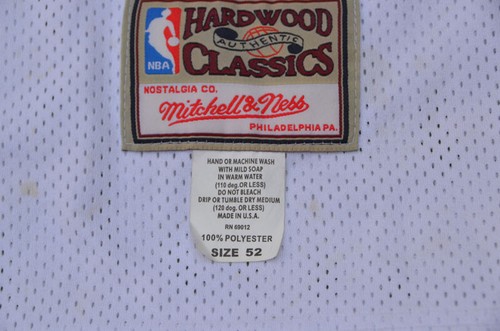 HARDWOOD
AUTHENTIC
CLASSICS
NBA
NOSTALGIA CO.
Mitchell & Ness
PHILADELPHIA PA.
HAND OR MACHINE WASH
WITH MILD SOAP
IN WARM WATER
(110 deg. OR LESS)
DO NOT BLEACH
DRIP OR TUMBLE DRY MEDIUM
(120 deg. OR LESS)
MADE IN U.S.A.
RN 69012
100% POLYESTER
SIZE 52